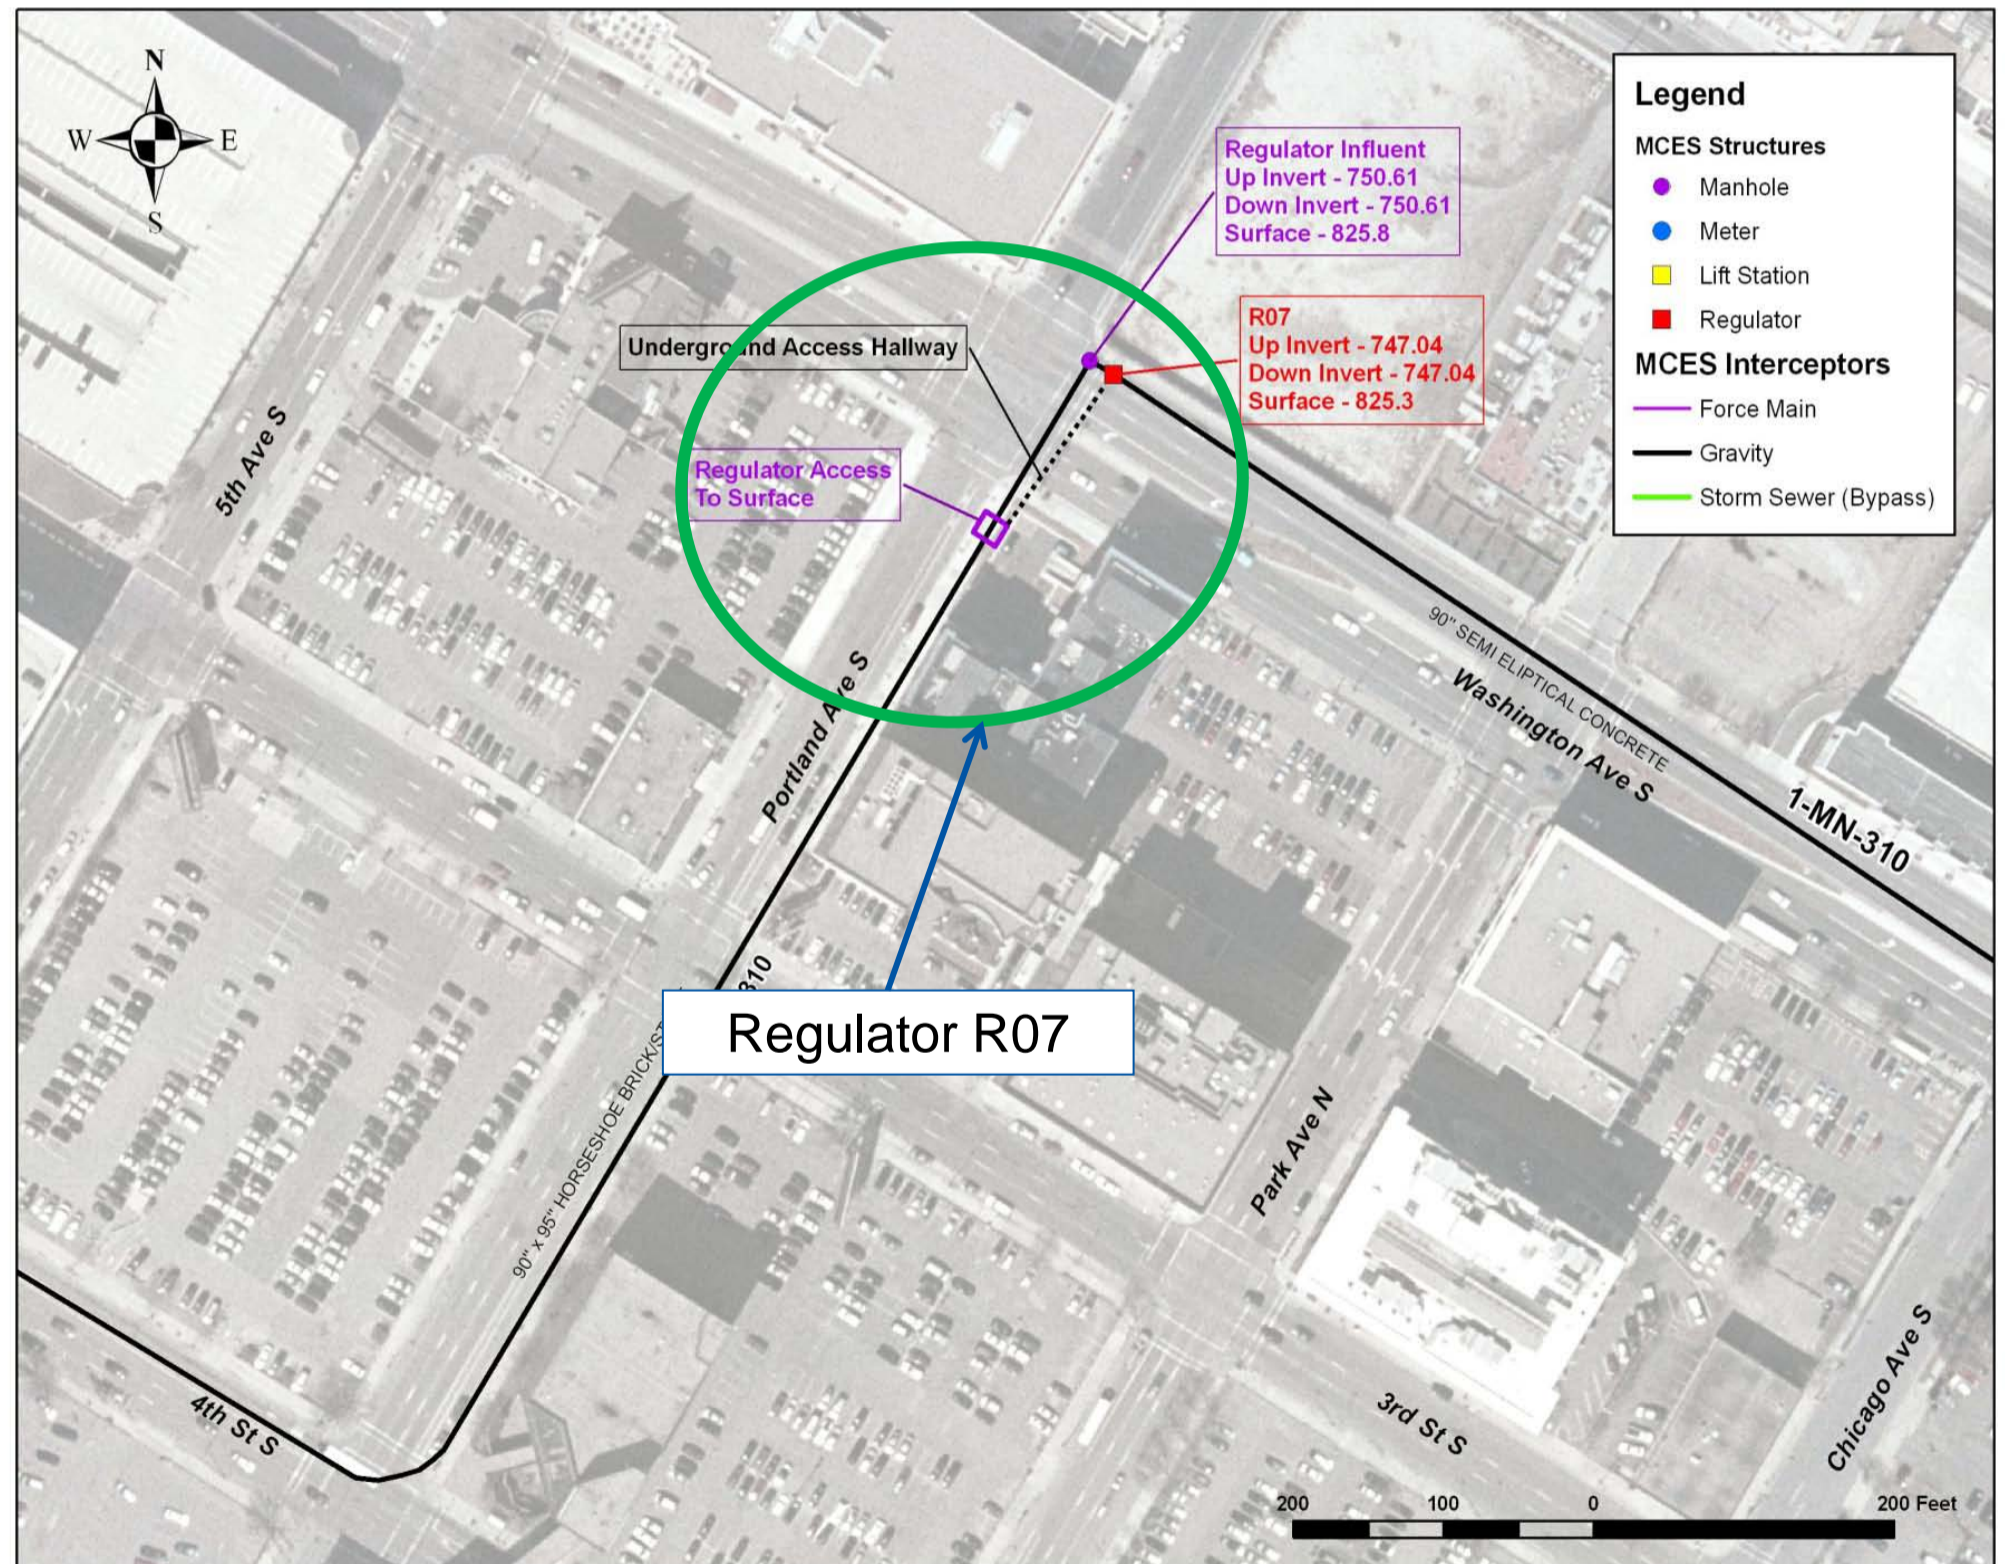 N
W
E
S
Legend
MCES Structures
Manhole
Meter
Lift Station
Regulator
MCES Interceptors
Force Main
Gravity
Storm Sewer (Bypass)
Regulator Influent
Up Invert - 750.61
Down Invert - 750.61
Surface - 825.8
R07
Up Invert - 747.04
Down Invert - 747.04
Surface - 825.3
Underground Access Hallway
Regulator Access
To Surface
5th Ave S
Portland Ave S
90" SEMI ELIPTICAL CONCRETE
Washington Ave S
1-MN-310
310
Regulator R07
90" x 95" HORSESHOE BRICK/
Park Ave N
4th St S
3rd St S
Chicago Ave S
200
100
0
200 Feet